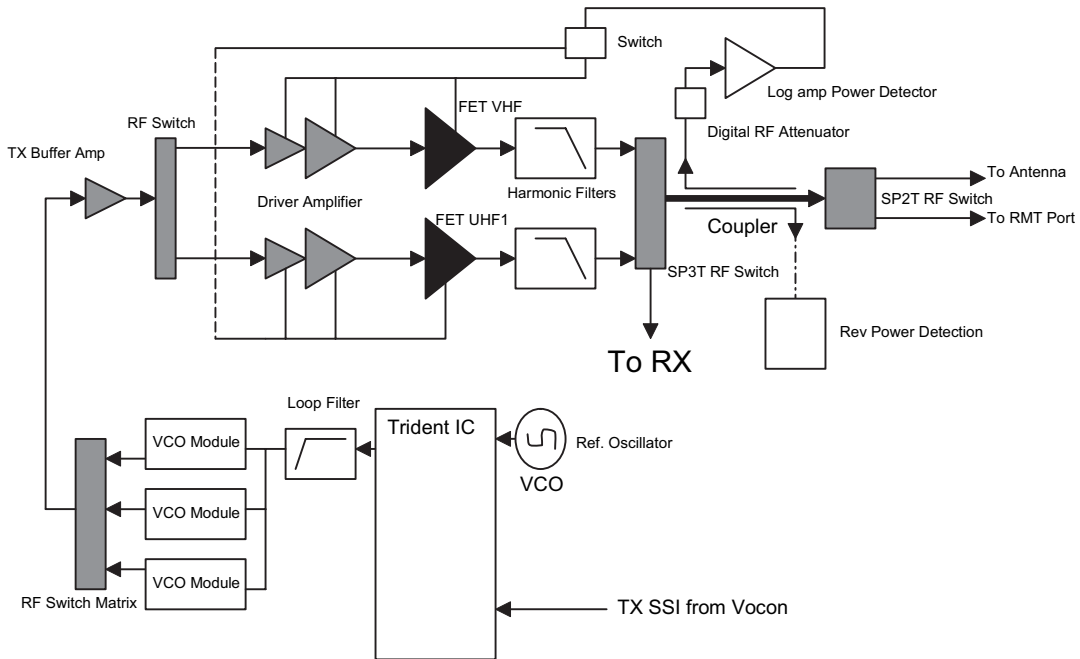 Switch
Log amp Power Detector
FET VHF
RF Switch
Digital RF Attenuator
TX Buffer Amp
To Antenna
Harmonic Filters
Driver Amplifier
SP2T RF Switch
FET UHF1
Coupler
To RMT Port
SP3T RF Switch
Rev Power Detection
To RX
Loop Filter
Trident IC
VCO Module
Ref. Oscillator
VCO
VCO Module
VCO Module
RF Switch Matrix
TX SSI from Vocon